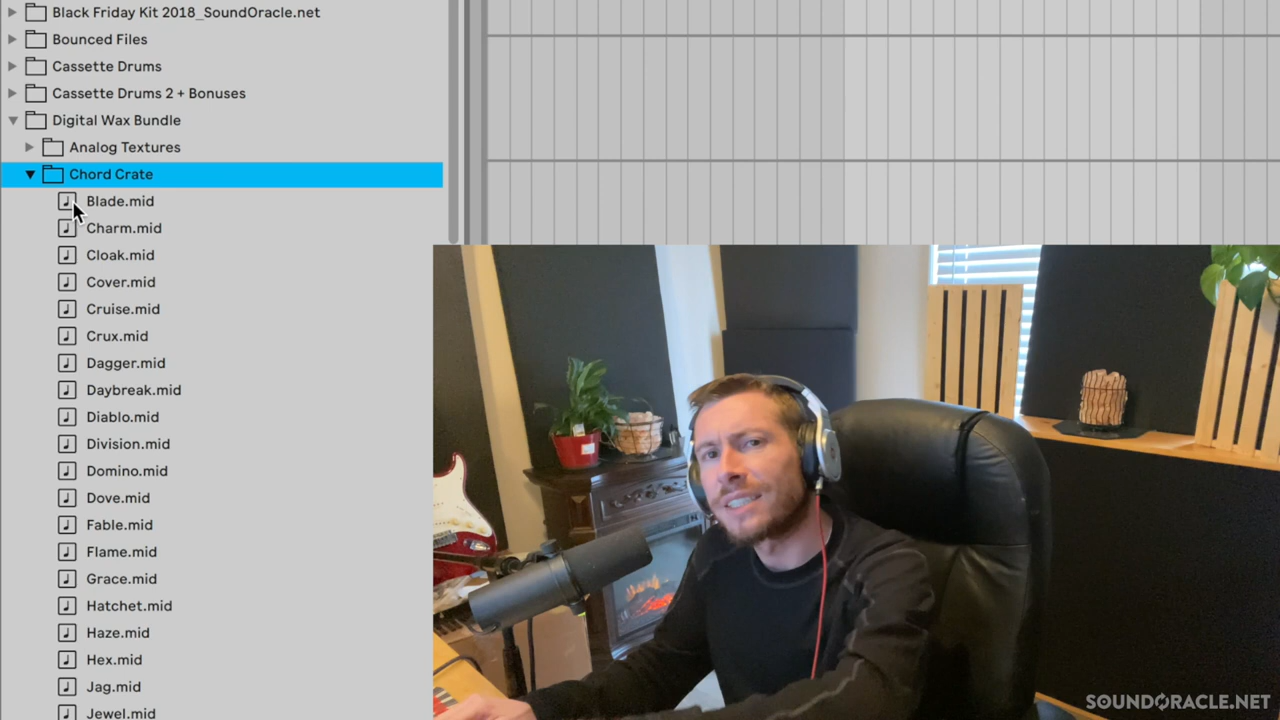 Black Friday Kit 2018_SoundOracle.net
Bounced Files
Cassette Drums
Cassette Drums 2 + Bonuses
Digital Wax Bundle
Analog Textures
Chord Crate
Blade.mid
Charm.mid
Cloak.mid
Cover.mid
Cruise.mid
Crux.mid
Dagger.mid
Daybreak.mid
Diablo.mid
Division.mid
Domino.mid
Dove.mid
Fable.mid
Flame.mid
Grace.mid
Hatchet.mid
Haze.mid
Hex.mid
Jag.mid
Jewel.mid
SOUNDORACLE.NET